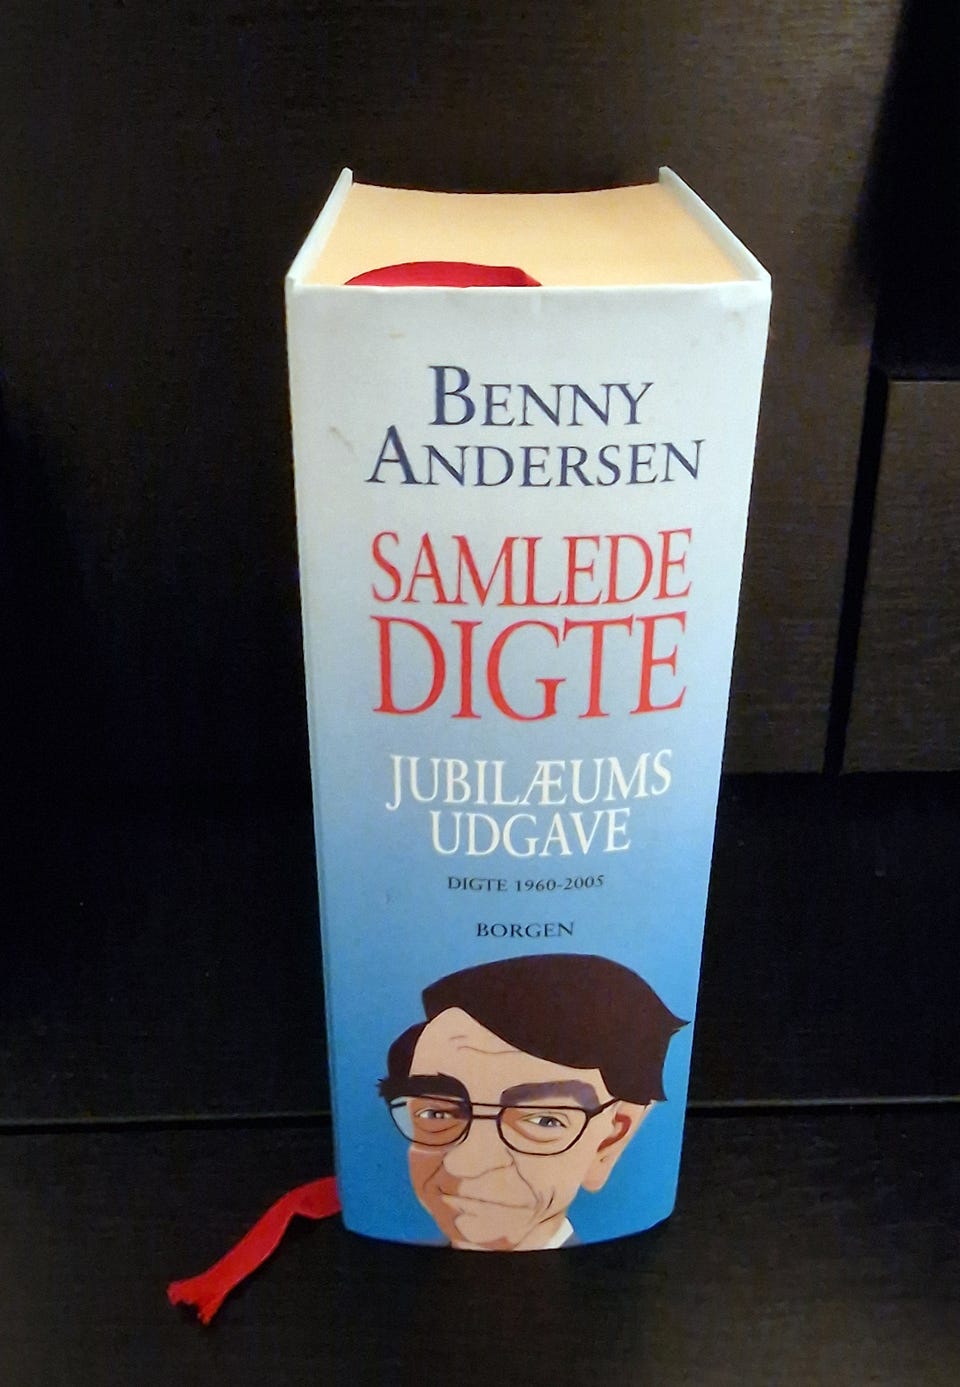 BENNY
ANDERSEN
SAMLEDE
DIGTE
JUBILÆUMS
UDGAVE
DIGTE 1960-2005
BORGEN